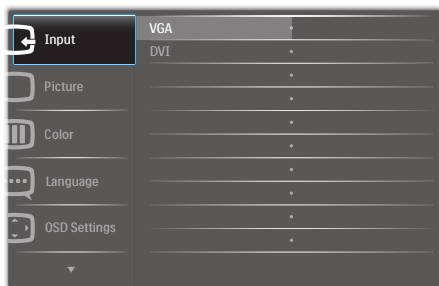 Input
VGA
DVI
Picture
Color
Language
OSD Settings